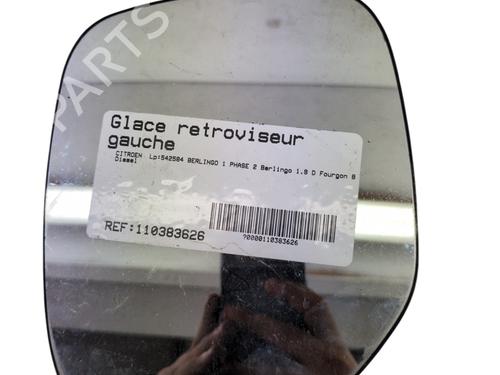 PARTS
Glace retroviseur
gauche
CITROEN Lp:542584 BERLINGO 1 PHASE 2 Berlingo 1.9 D Fourgon B
Diesel
REF:110383626
?0000110383626